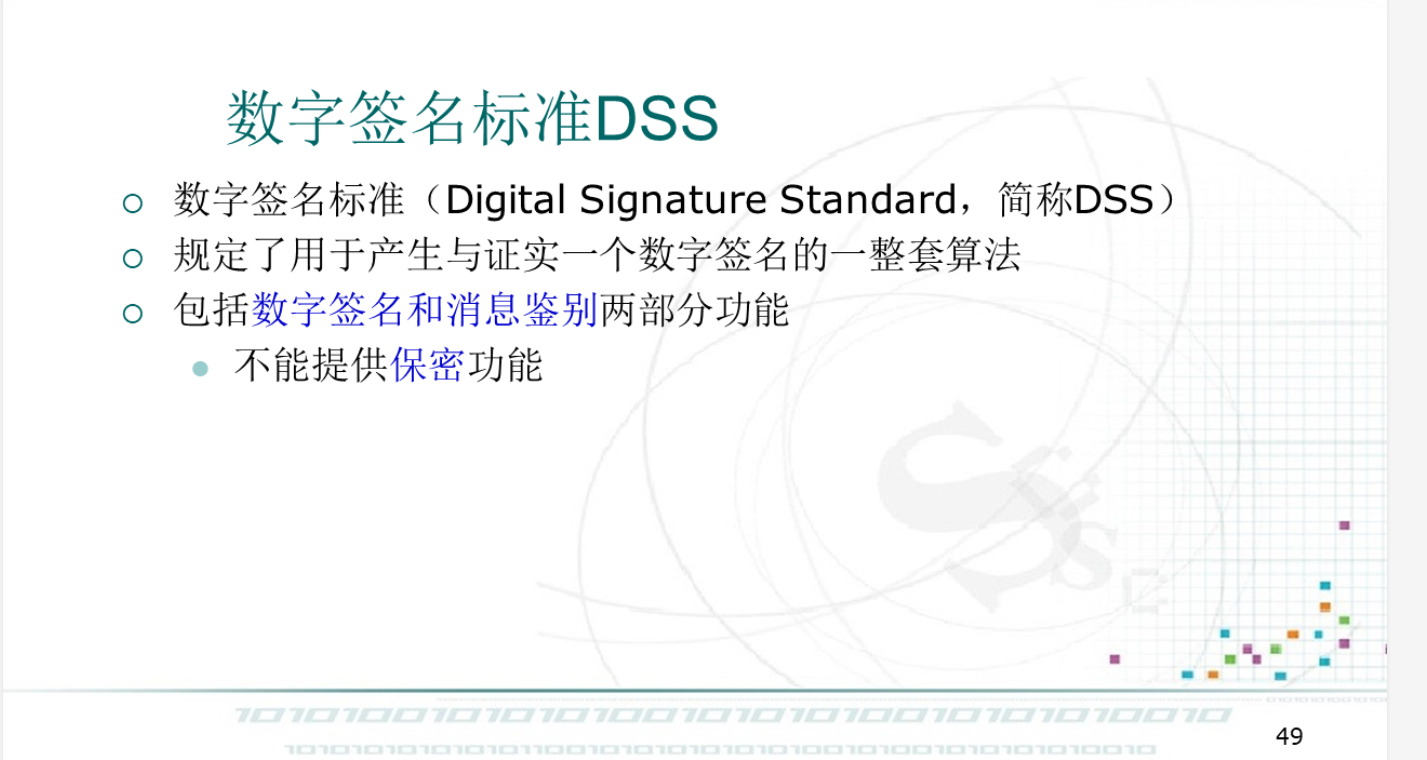 数字签名标准DSS
数字签名标准（Digital Signature Standard，简称DSS）
规定了用于产生与证实一个数字签名的一整套算法
包括数字签名和消息鉴别两部分功能
不能提供保密功能
49